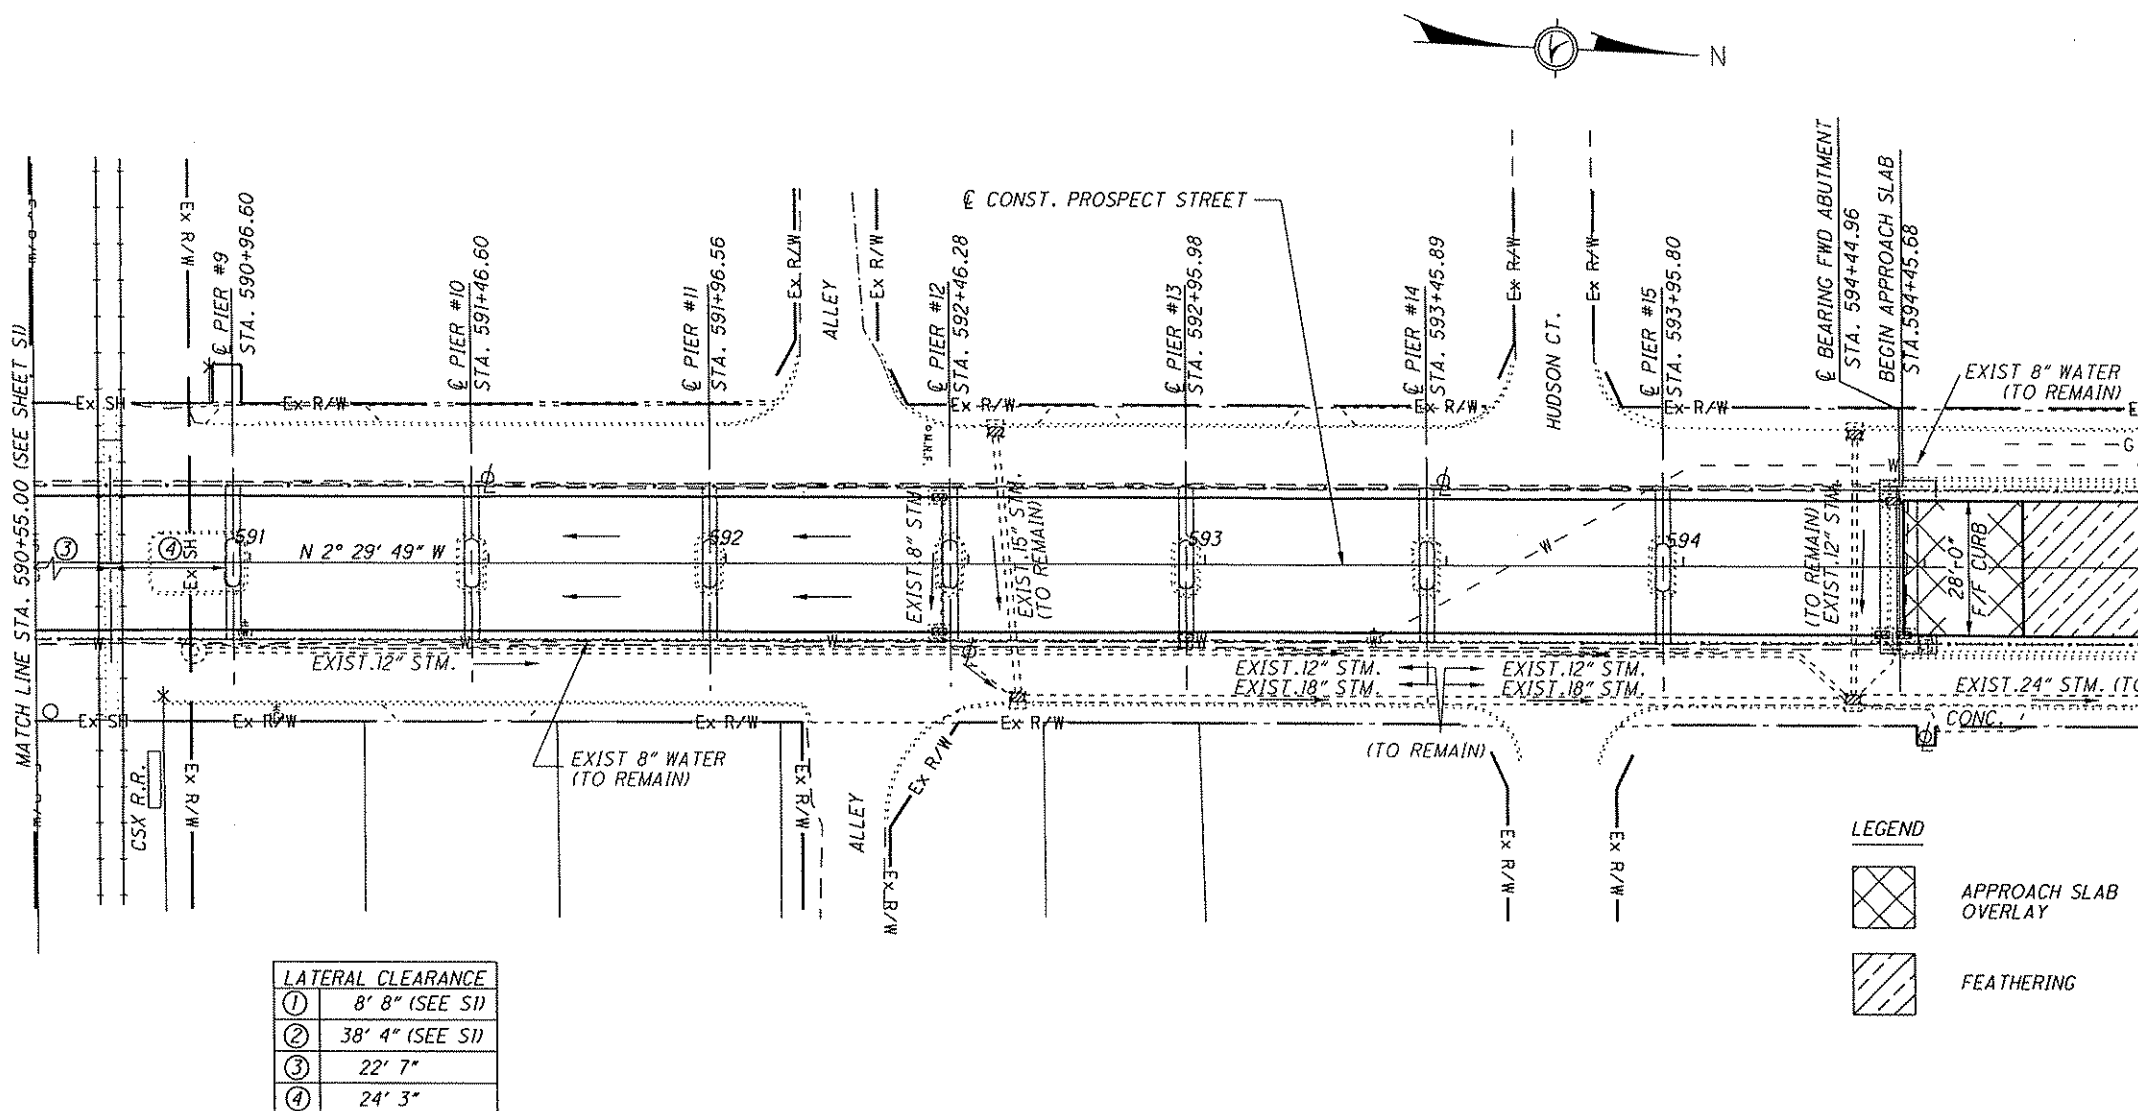 N
MATCH LINE STA. 590+55.00 (SEE SHEET S1)
Ex R/W
℄ PIER #9
STA. 590+96.60
℄ PIER #10
STA. 591+46.60
℄ PIER #11
STA. 591+96.56
Ex R/W
ALLEY
Ex R/W
℄ PIER #12
STA. 592+46.28
℄ CONST. PROSPECT STREET
℄ PIER #13
STA. 592+95.98
℄ PIER #14
STA. 593+45.89
Ex R/W
HUDSON CT.
Ex R/W
℄ PIER #15
STA. 593+95.80
℄ BEARING FWD ABUTMENT
STA. 594+44.96
BEGIN APPROACH SLAB
STA.594+45.68
EXIST 8" WATER
(TO REMAIN)
Ex SH
Ex R/W
Ex R/W
Ex R/W
Ex R/W
E
G
W
3
4
Ex SH
591
N 2° 29' 49" W
592
EXIST.8" STM.
EXIST.15" STM.
(TO REMAIN)
593
W
594
(TO REMAIN)
EXIST.12" STM.
28'-0"
F/F CURB
W
W
W
W
W
EXIST.12" STM.
EXIST.12" STM.
EXIST.18" STM.
EXIST.12" STM.
EXIST.18" STM.
EXIST.24" STM. (TO
CONC.
Ex SH
Ex R/W
Ex R/W
Ex R/W
(TO REMAIN)
EXIST 8" WATER
(TO REMAIN)
CSX R.R.
Ex R/W
Ex R/W
ALLEY
Ex R/W
Ex R/W
Ex R/W
Ex R/W
LEGEND
APPROACH SLAB
OVERLAY
FEATHERING
LATERAL CLEARANCE
1 8' 8" (SEE S1)
2 38' 4" (SEE S1)
3 22' 7"
4 24' 3"